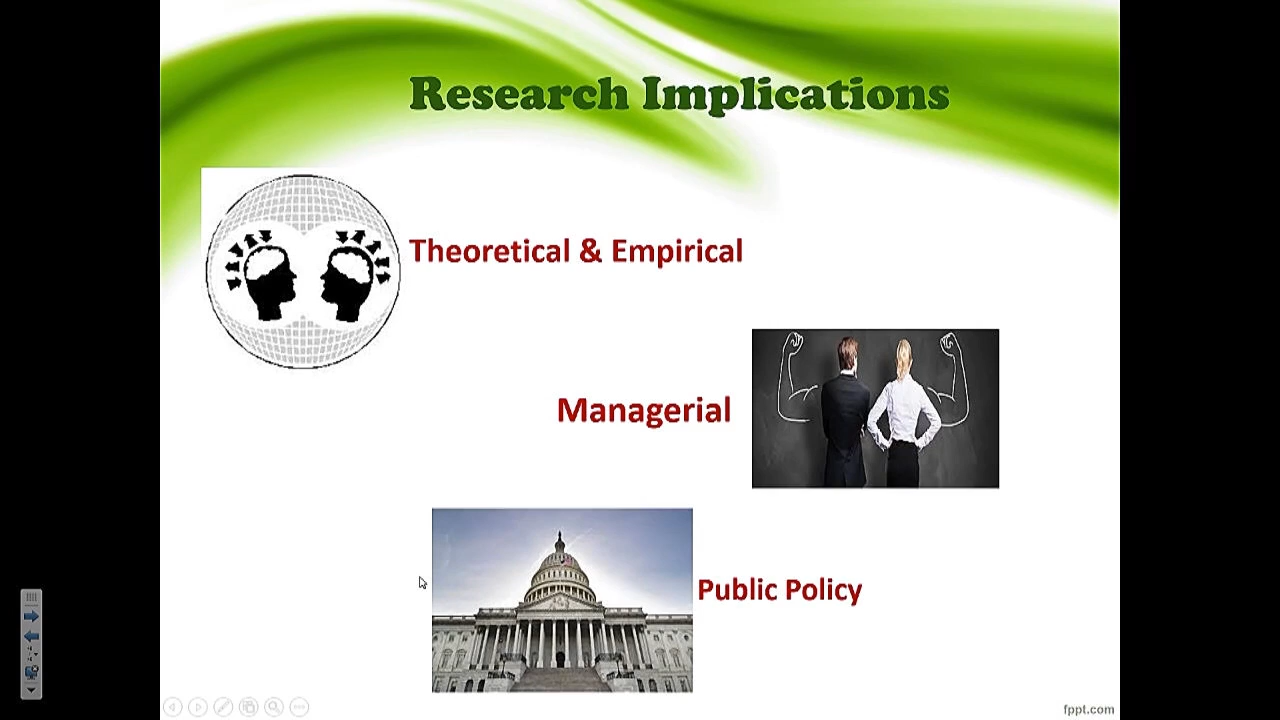 Research Implications
Theoretical & Empirical
Managerial
Public Policy
fppt.com